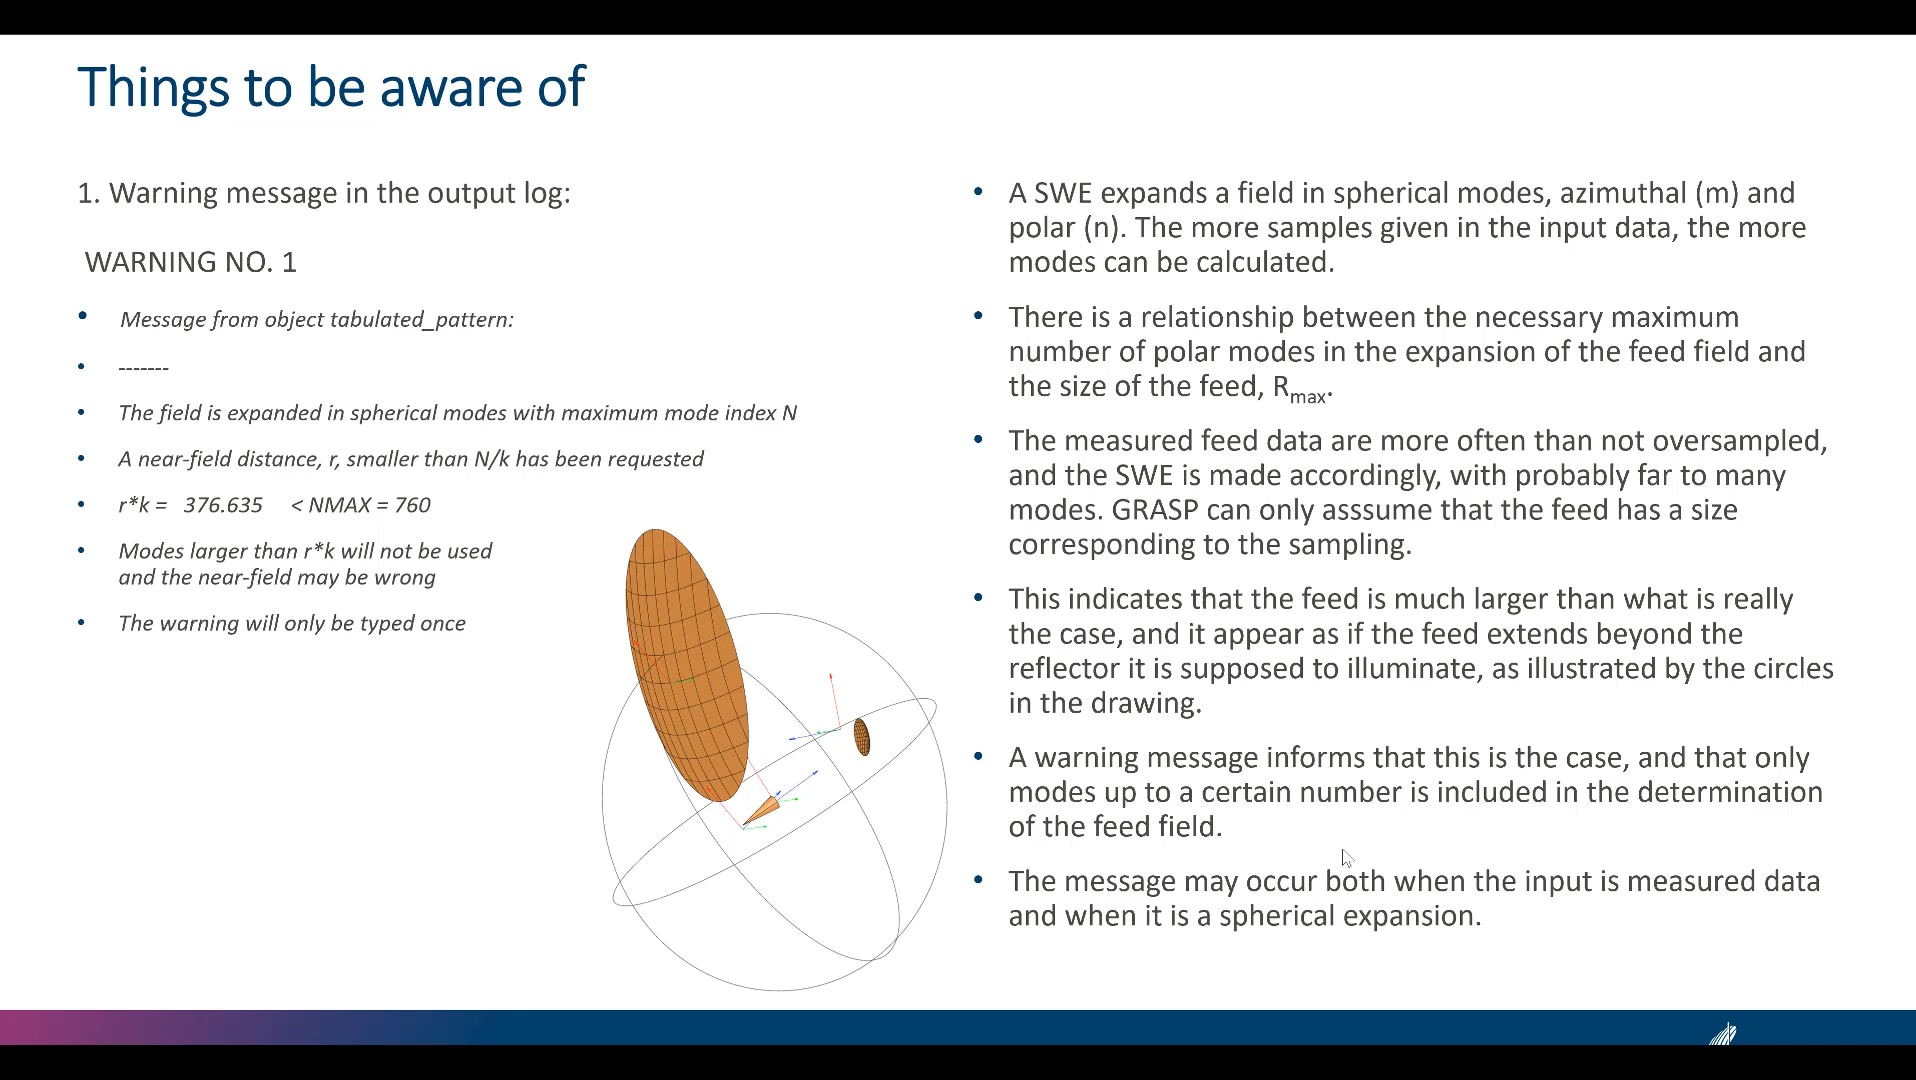 Things to be aware of
1. Warning message in the output log:
WARNING NO. 1
• Message from object tabulated_pattern:
• -------
• The field is expanded in spherical modes with maximum mode index N
• A near-field distance, r, smaller than N/k has been requested
• r*k = 376.635 < NMAX = 760
• Modes larger than r*k will not be used
and the near-field may be wrong
• The warning will only be typed once
• A SWE expands a field in spherical modes, azimuthal (m) and
polar (n). The more samples given in the input data, the more
modes can be calculated.
• There is a relationship between the necessary maximum
number of polar modes in the expansion of the feed field and
the size of the feed, Rmax.
• The measured feed data are more often than not oversampled,
and the SWE is made accordingly, with probably far to many
modes. GRASP can only asssume that the feed has a size
corresponding to the sampling.
• This indicates that the feed is much larger than what is really
the case, and it appear as if the feed extends beyond the
reflector it is supposed to illuminate, as illustrated by the circles
in the drawing.
• A warning message informs that this is the case, and that only
modes up to a certain number is included in the determination
of the feed field.
• The message may occur both when the input is measured data
and when it is a spherical expansion.